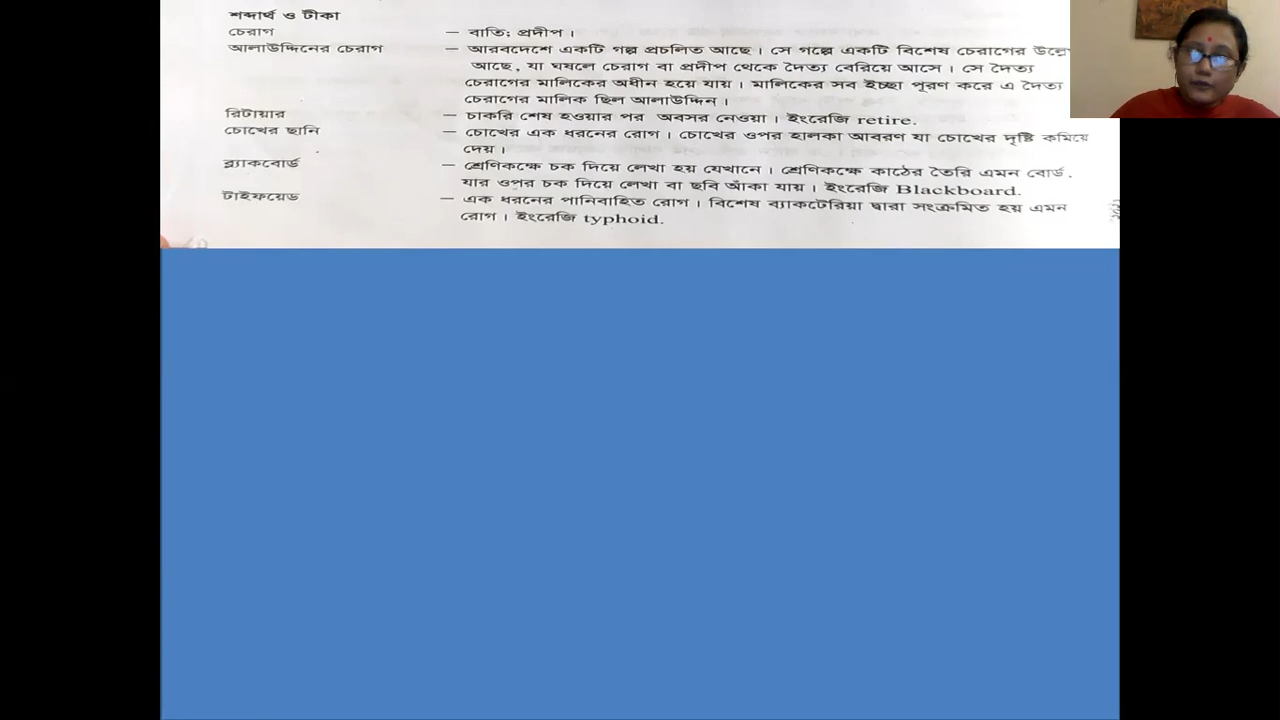 শব্দার্থ ও টীকা
চেরাগ — বাতি; প্রদীপ।
আলাউদ্দিনের চেরাগ — আরবদেশে একটি গল্প প্রচলিত আছে। সে গল্পে একটি বিশেষ চেরাগের
আছে, যা ঘষলে চেরাগ বা প্রদীপ থেকে দৈত্য বেরিয়ে আসে। সে দৈত্য
চেরাগের মালিকের অধীন হয়ে যায়। মালিকের সব ইচ্ছা পূরণ করে এ দৈত্য
চেরাগের মালিক ছিল আলাউদ্দিন।
রিটায়ার — চাকরি শেষ হওয়ার পর অবসর নেওয়া। ইংরেজি retire.
চোখের ছানি — চোখের এক ধরনের রোগ। চোখের ওপর হালকা আবরণ যা চোখের দৃষ্টি কমিয়ে
দেয়।
ব্ল্যাকবোর্ড — শ্রেণিকক্ষে চক দিয়ে লেখা হয় যেখানে। শ্রেণিকক্ষে কাঠের তৈরি এমন বোর্ড,
যার ওপর চক দিয়ে লেখা বা ছবি আঁকা যায়। ইংরেজি Blackboard.
টাইফয়েড — এক ধরনের পানিবাহিত রোগ। বিশেষ ব্যাকটেরিয়া দ্বারা সংক্রমিত হয় এমন
রোগ। ইংরেজি typhoid.